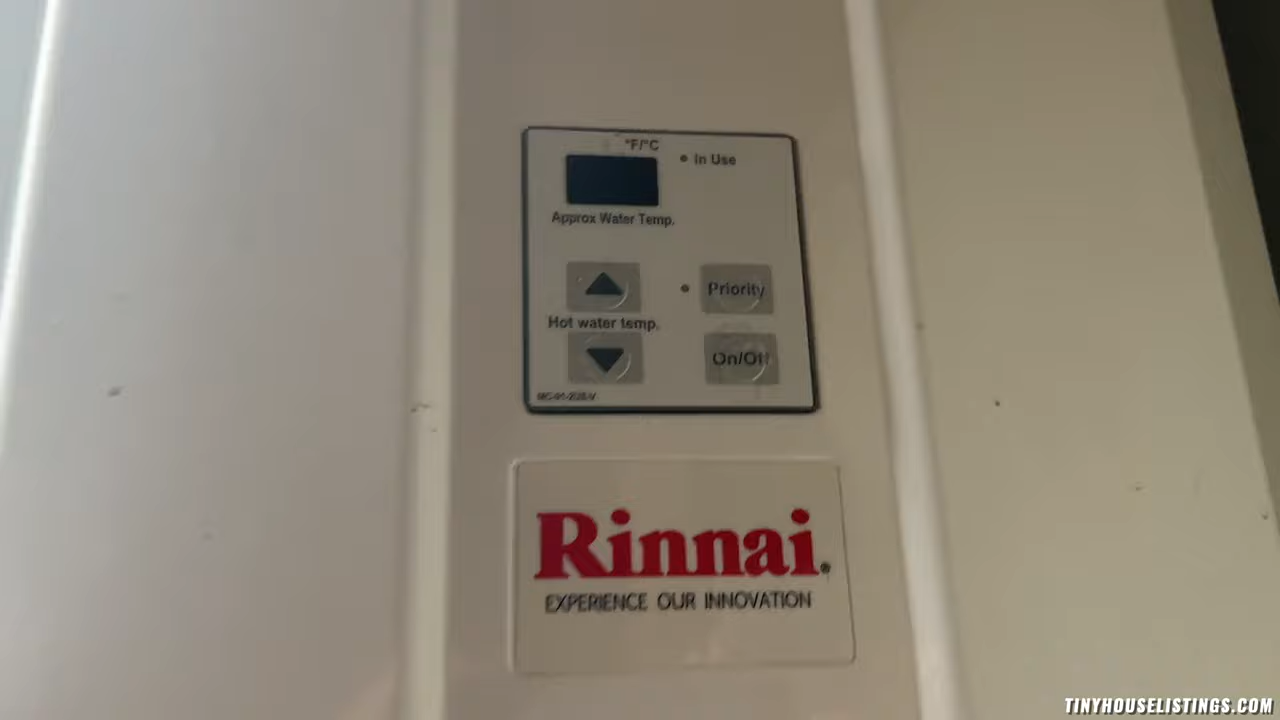 °F/°C
In Use
Approx Water Temp.
Priority
Hot water temp.
On/Off
Rinnai®
EXPERIENCE OUR INNOVATION
TINYHOUSELISTINGS.COM